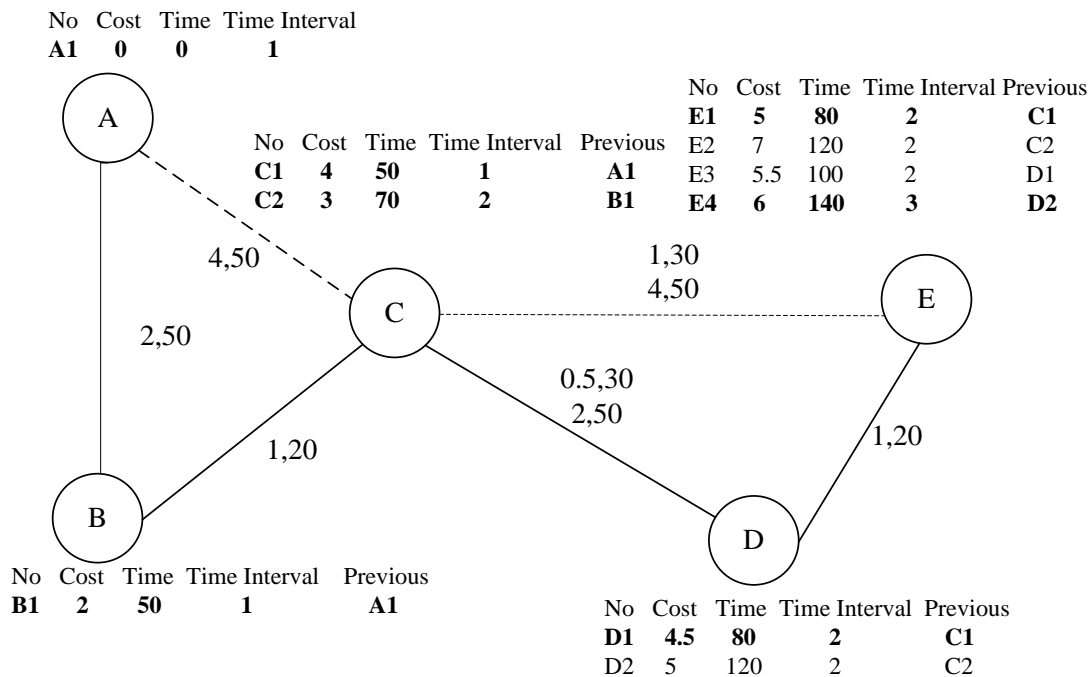 No Cost Time Time Interval
A1 0 0 1
A
No Cost Time Time Interval Previous
E1 5 80 2 C1
E2 7 120 2 C2
E3 5.5 100 2 D1
E4 6 140 3 D2
No Cost Time Time Interval Previous
C1 4 50 1 A1
C2 3 70 2 B1
4,50
1,30
4,50
C
E
2,50
0.5,30
2,50
1,20
1,20
B
D
No Cost Time Time Interval Previous
B1 2 50 1 A1
No Cost Time Time Interval Previous
D1 4.5 80 2 C1
D2 5 120 2 C2